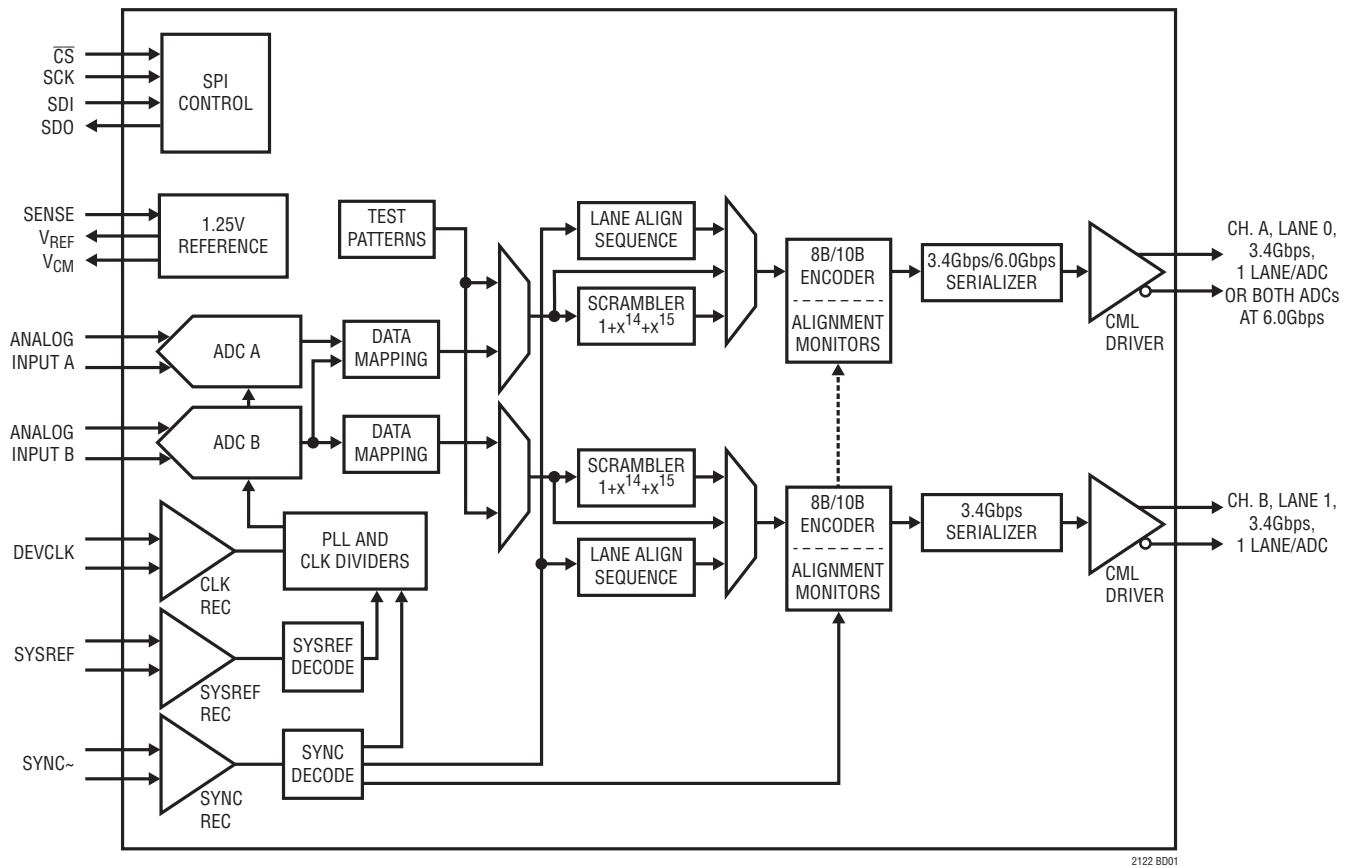 CS
SCK
SDI
SDO
SPI
CONTROL
SENSE
VREF
VCM
1.25V
REFERENCE
TEST
PATTERNS
LANE ALIGN
SEQUENCE
SCRAMBLER
1+x14+x15
8B/10B
ENCODER
ALIGNMENT
MONITORS
3.4Gbps/6.0Gbps
SERIALIZER
CML
DRIVER
CH. A, LANE 0,
3.4Gbps,
1 LANE/ADC
OR BOTH ADCs
AT 6.0Gbps
ANALOG
INPUT A
ADC A
DATA
MAPPING
ANALOG
INPUT B
ADC B
DATA
MAPPING
SCRAMBLER
1+x14+x15
LANE ALIGN
SEQUENCE
8B/10B
ENCODER
ALIGNMENT
MONITORS
3.4Gbps
SERIALIZER
CML
DRIVER
CH. B, LANE 1,
3.4Gbps,
1 LANE/ADC
DEVCLK
CLK
REC
PLL AND
CLK DIVIDERS
SYSREF
SYSREF
REC
SYSREF
DECODE
SYNC~
SYNC
REC
SYNC
DECODE
2122 BD01